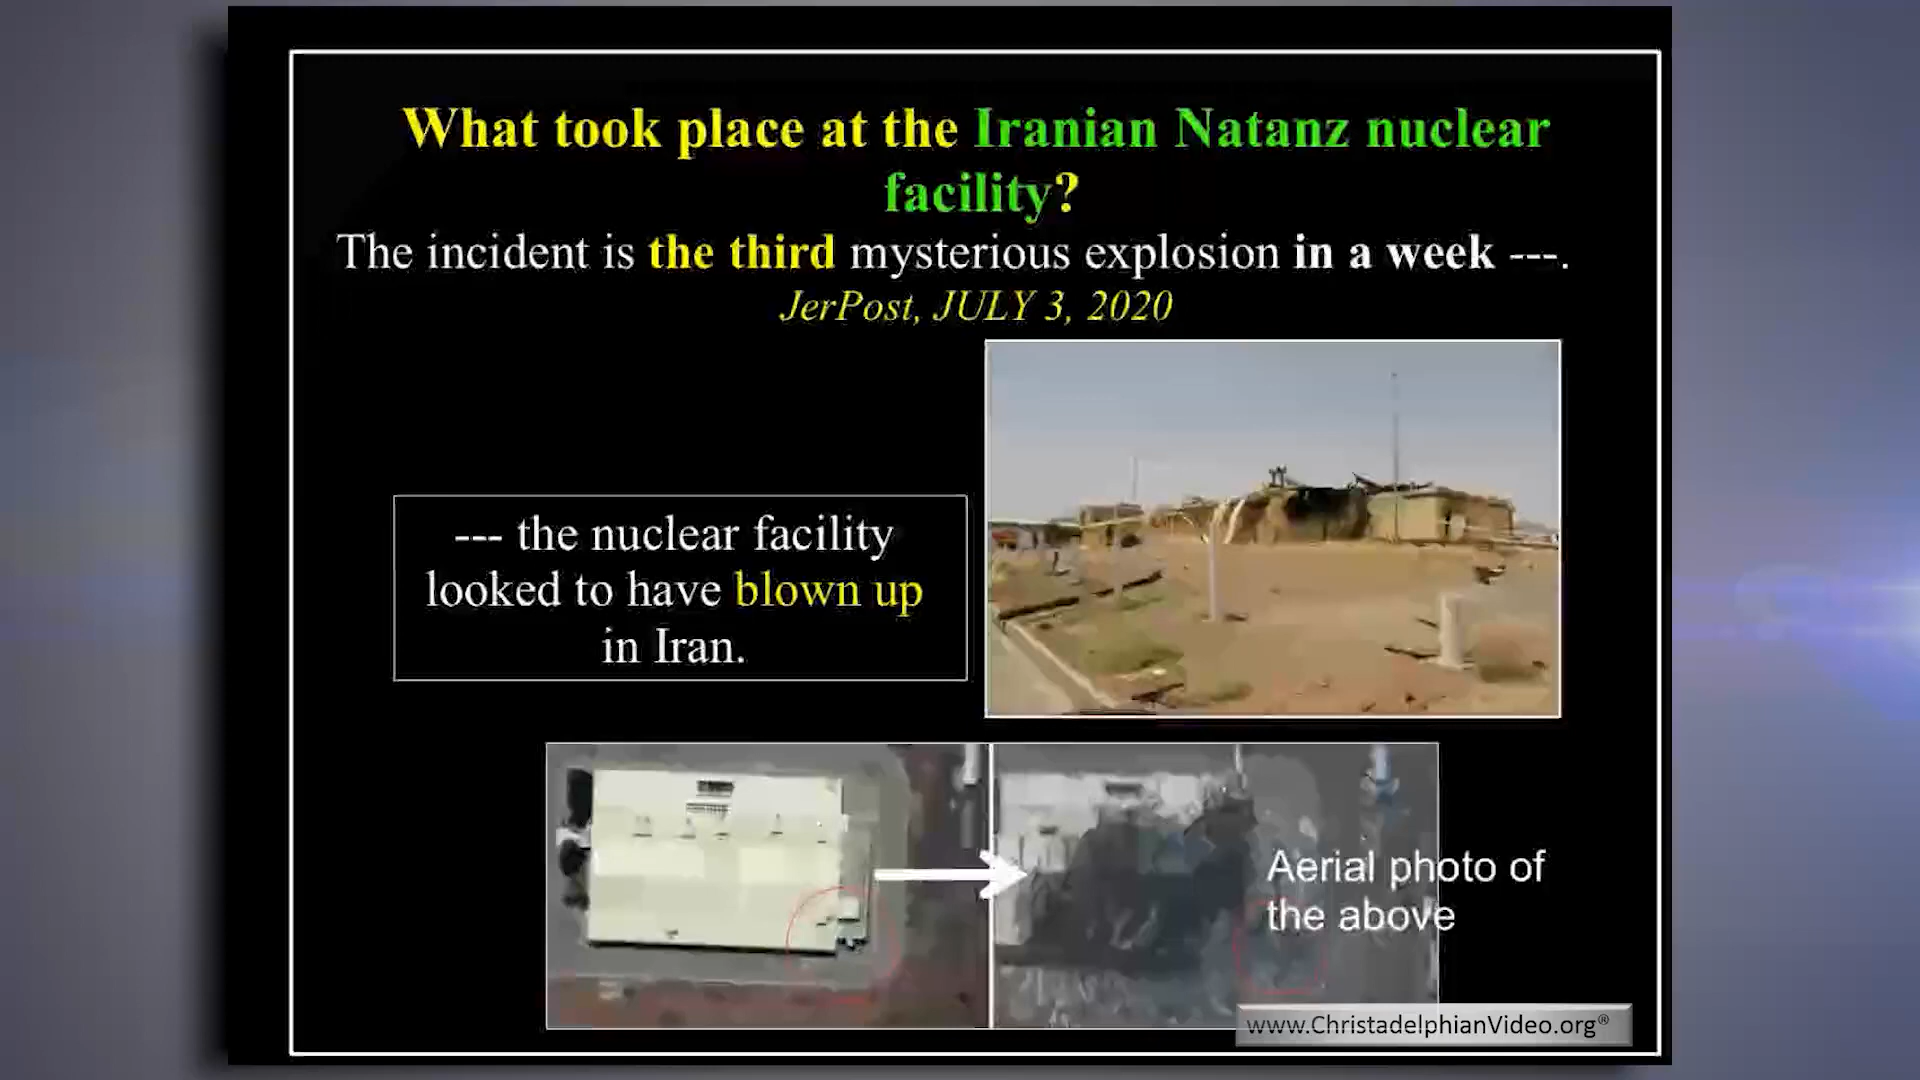 What took place at the Iranian Natanz nuclear
facility?
The incident is the third mysterious explosion in a week ---.
JerPost, JULY 3, 2020
--- the nuclear facility
looked to have blown up
in Iran.
Aerial photo of
the above
www.ChristadelphianVideo.org®